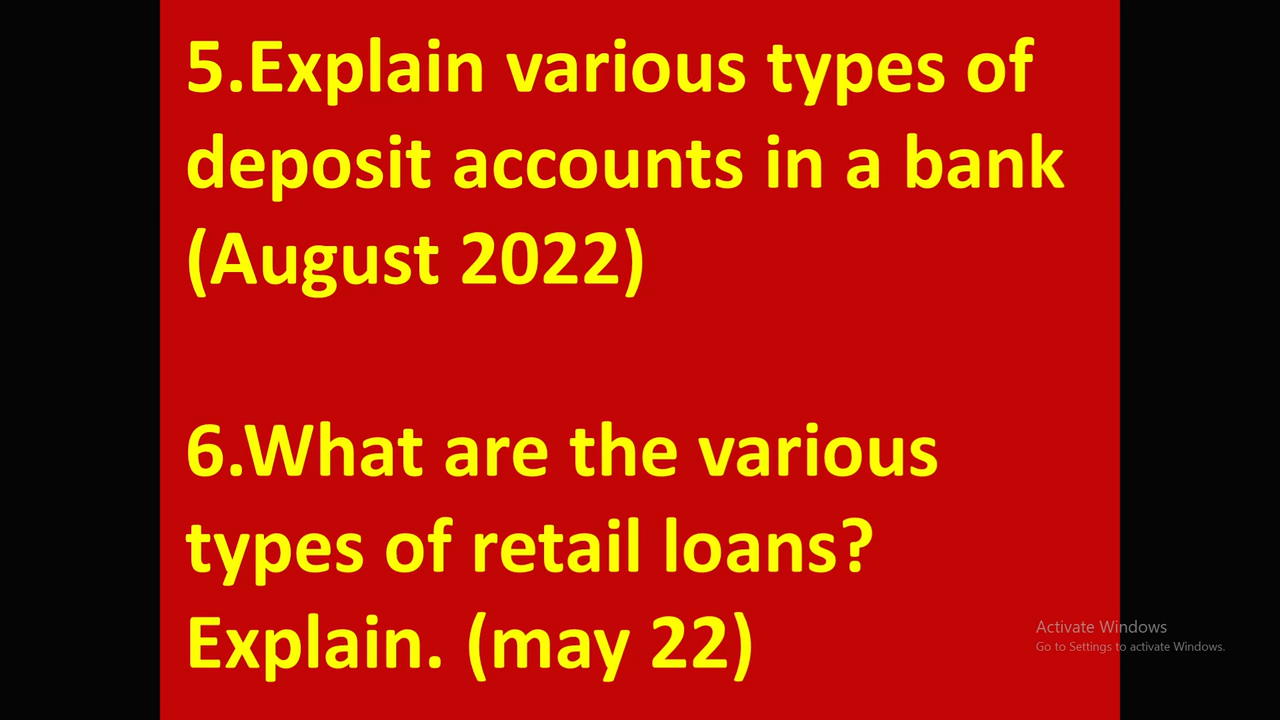 5.Explain various types of
deposit accounts in a bank
(August 2022)
6.What are the various
types of retail loans?
Explain. (may 22)
Activate Windows
Go to Settings to activate Windows.